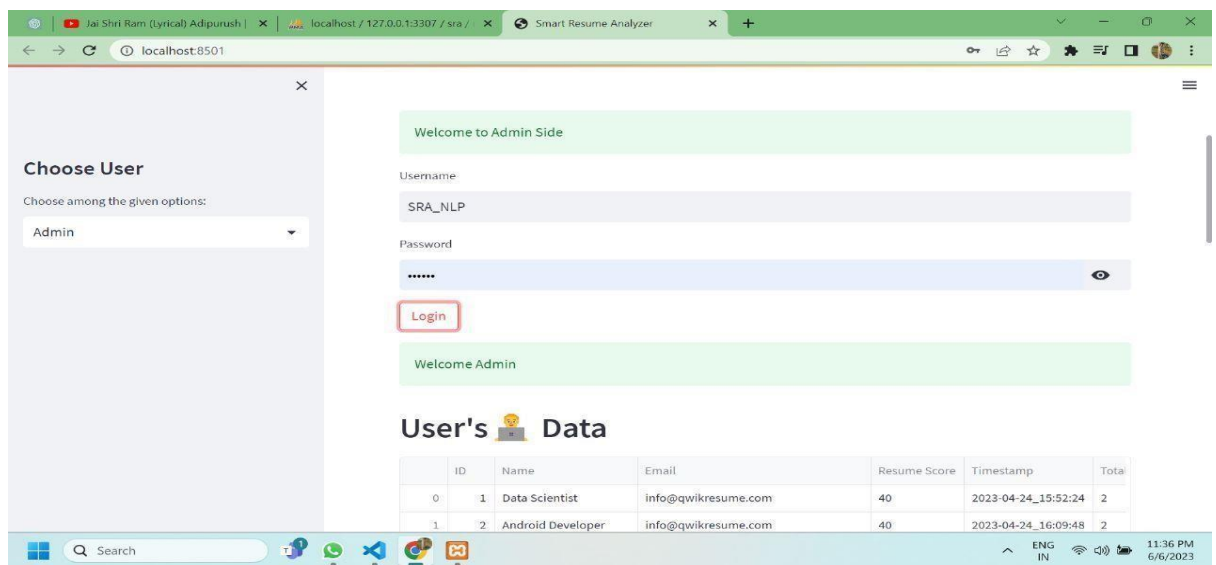 Jai Shri Ram (Lyrical) Adipurush |
localhost / 127.0.0.1:3307 / sra /
Smart Resume Analyzer
localhost:8501
Choose User
Choose among the given options:
Admin
Welcome to Admin Side
Username
SRA_NLP
Password
••••••
Login
Welcome Admin
User's Data
ID Name Email Resume Score Timestamp Total
0 1 Data Scientist info@qwikresume.com 40 2023-04-24_15:52:24 2
1 2 Android Developer info@qwikresume.com 40 2023-04-24_16:09:48 2
Search
1
ENG
IN
11:36 PM
6/6/2023